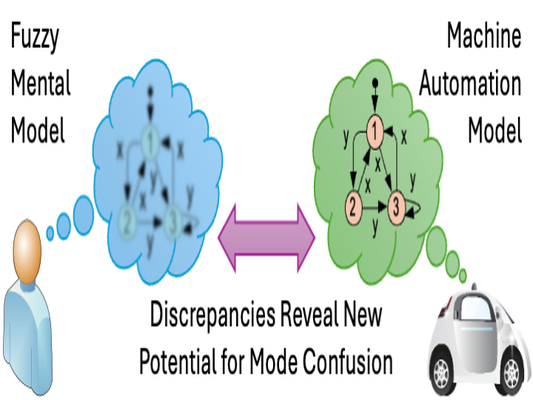 Fuzzy
Mental
Model
x
1
x
y
x
y
2
3
y
Machine
Automation
Model
1
y
x
x
y
x
2
3
y
Discrepancies Reveal New
Potential for Mode Confusion